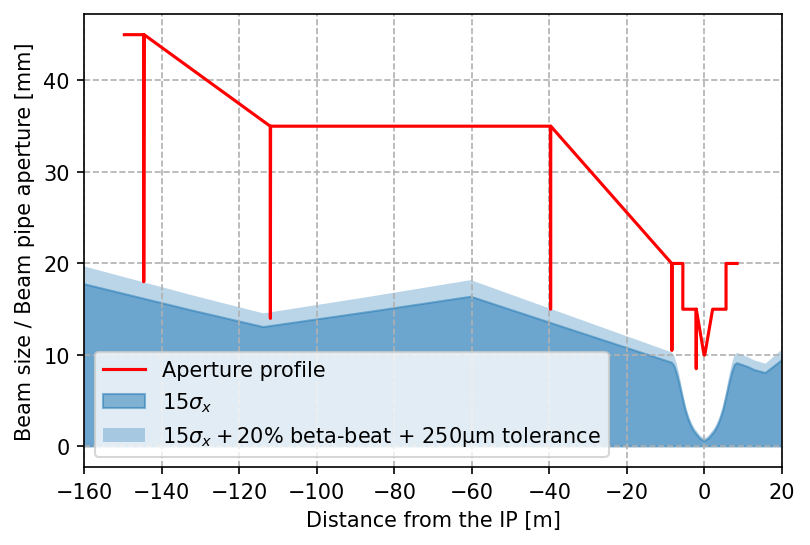 Beam size / Beam pipe aperture [mm]
40
30
20
10
0
Aperture profile
15σₓ
15σₓ + 20% beta-beat + 250μm tolerance
−160 −140 −120 −100 −80 −60 −40 −20 0 20
Distance from the IP [m]